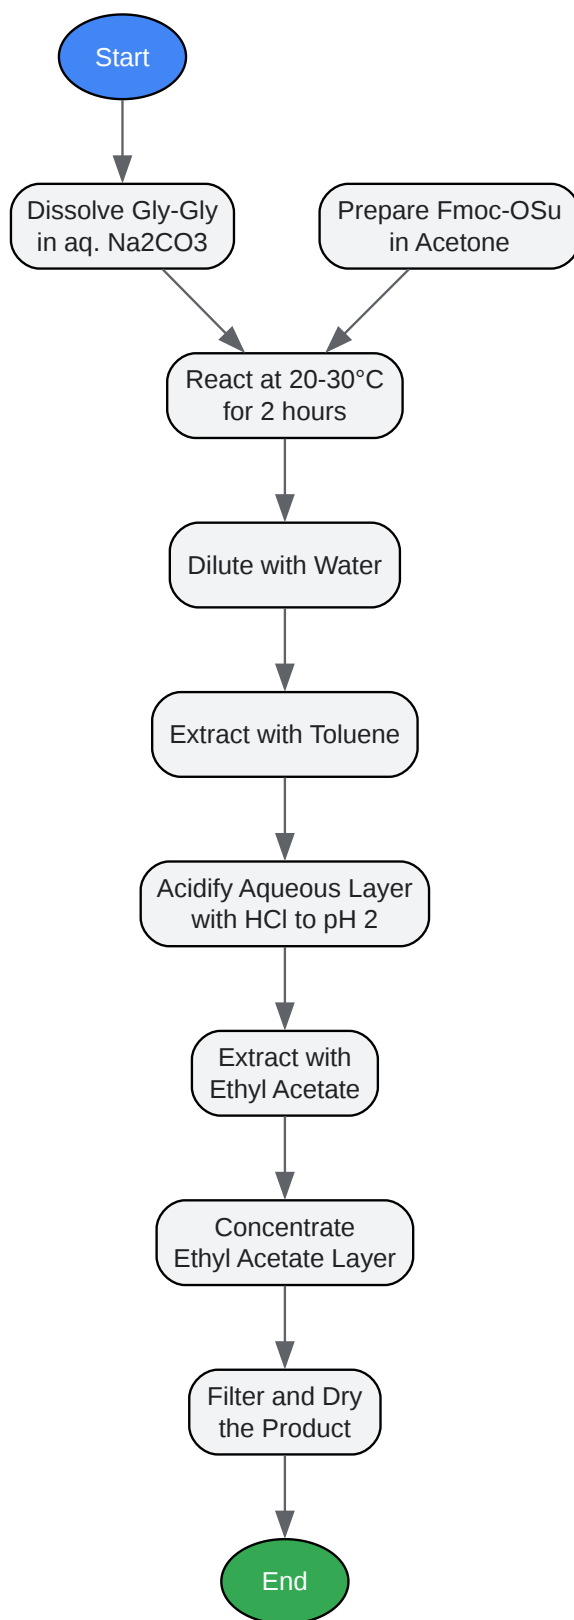 Start
Dissolve Gly-Gly
in aq. Na2CO3
Prepare Fmoc-OSu
in Acetone
React at 20-30°C
for 2 hours
Dilute with Water
Extract with Toluene
Acidify Aqueous Layer
with HCl to pH 2
Extract with
Ethyl Acetate
Concentrate
Ethyl Acetate Layer
Filter and Dry
the Product
End